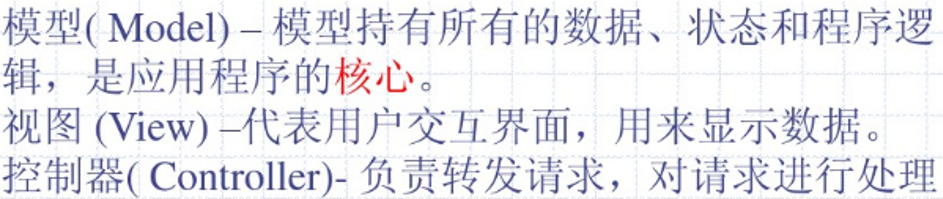 模型( Model) – 模型持有所有的数据、状态和程序逻
辑，是应用程序的核心。
视图 (View) –代表用户交互界面，用来显示数据。
控制器( Controller)- 负责转发请求，对请求进行处理